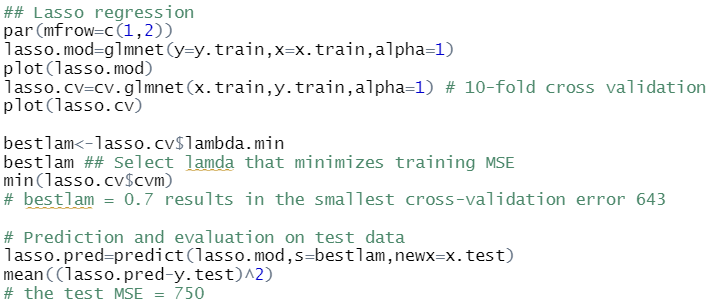 ## Lasso regression
par(mfrow=c(1,2))
lasso.mod=glmnet(y=y.train,x=x.train,alpha=1)
plot(lasso.mod)
lasso.cv=cv.glmnet(x.train,y.train,alpha=1) # 10-fold cross validation
plot(lasso.cv)
bestlam<-lasso.cv$lambda.min
bestlam ## Select lamda that minimizes training MSE
min(lasso.cv$cvm)
# bestlam = 0.7 results in the smallest cross-validation error 643
# Prediction and evaluation on test data
lasso.pred=predict(lasso.mod,s=bestlam,newx=x.test)
mean((lasso.pred-y.test)^2)
# the test MSE = 750